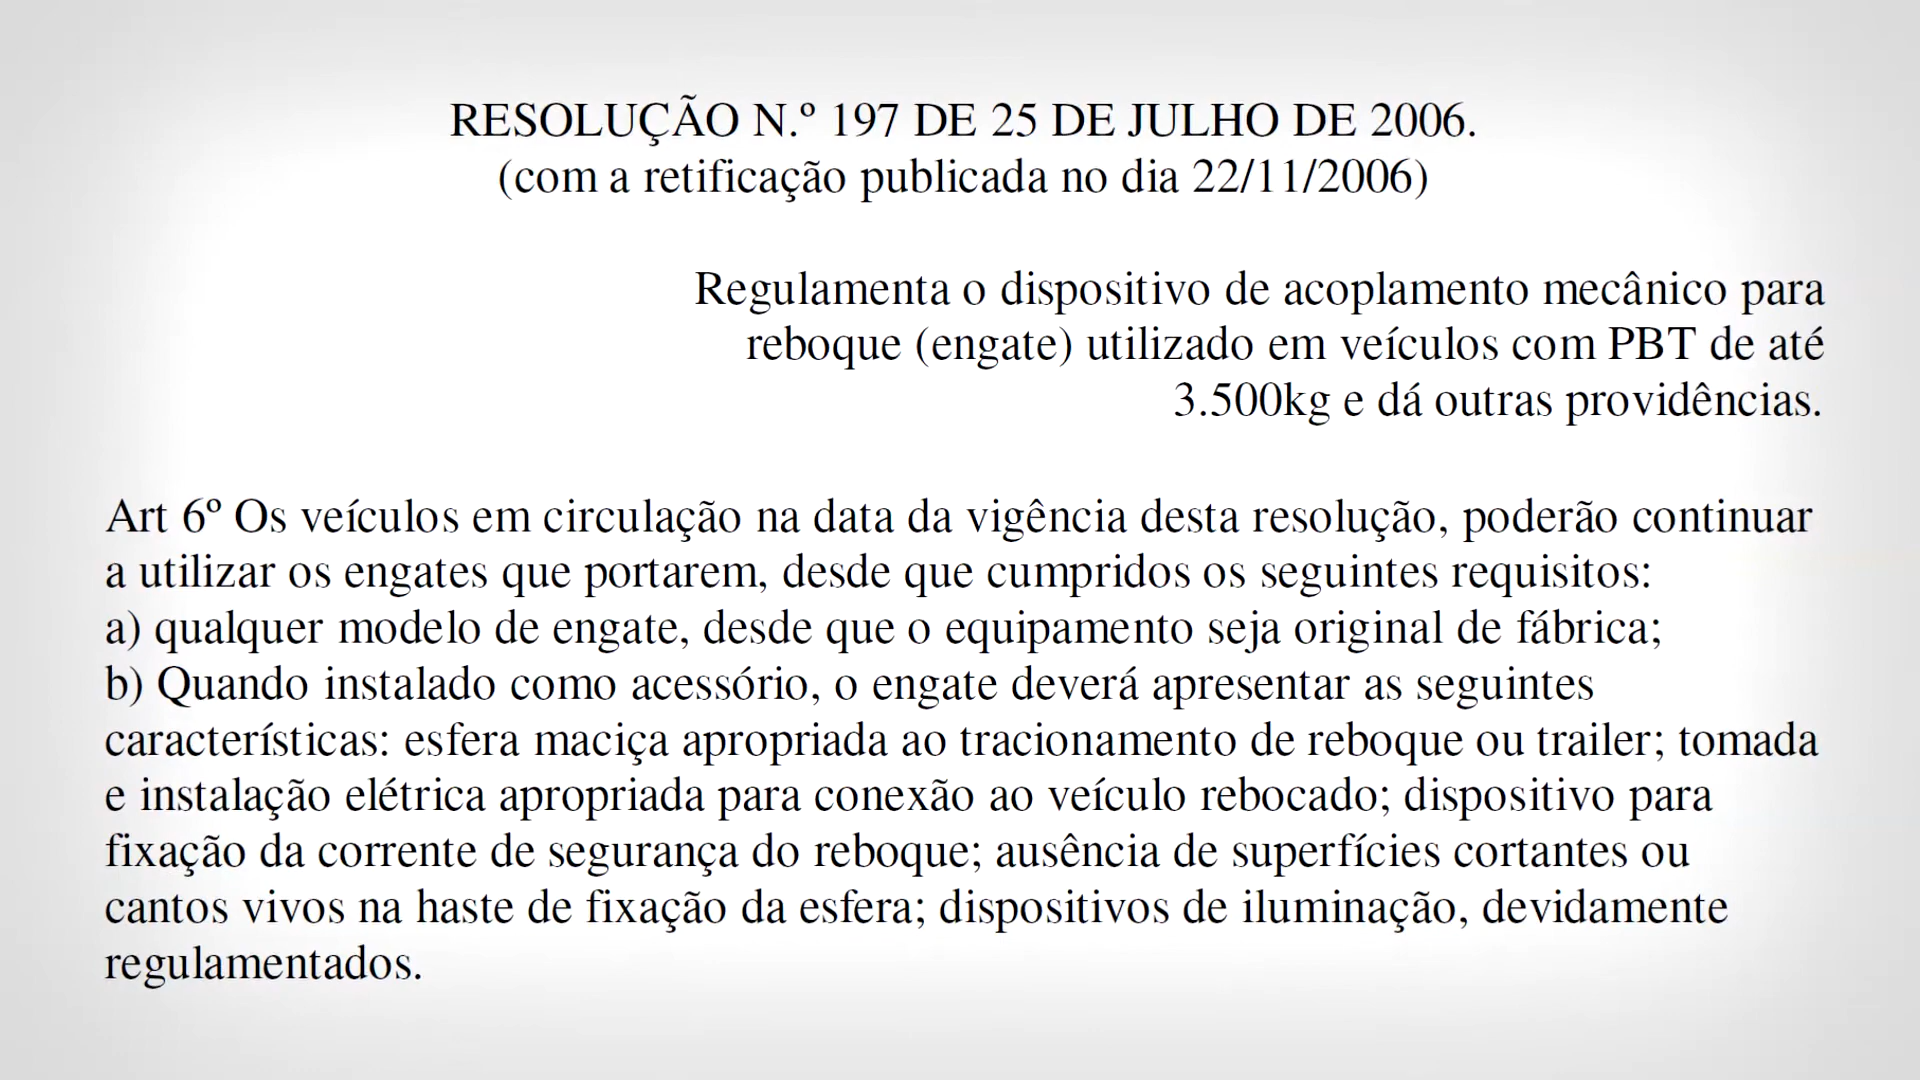 RESOLUÇÃO N.º 197 DE 25 DE JULHO DE 2006.
(com a retificação publicada no dia 22/11/2006)
Regulamenta o dispositivo de acoplamento mecânico para
reboque (engate) utilizado em veículos com PBT de até
3.500kg e dá outras providências.
Art 6º Os veículos em circulação na data da vigência desta resolução, poderão continuar
a utilizar os engates que portarem, desde que cumpridos os seguintes requisitos:
a) qualquer modelo de engate, desde que o equipamento seja original de fábrica;
b) Quando instalado como acessório, o engate deverá apresentar as seguintes
características: esfera maciça apropriada ao tracionamento de reboque ou trailer; tomada
e instalação elétrica apropriada para conexão ao veículo rebocado; dispositivo para
fixação da corrente de segurança do reboque; ausência de superfícies cortantes ou
cantos vivos na haste de fixação da esfera; dispositivos de iluminação, devidamente
regulamentados.